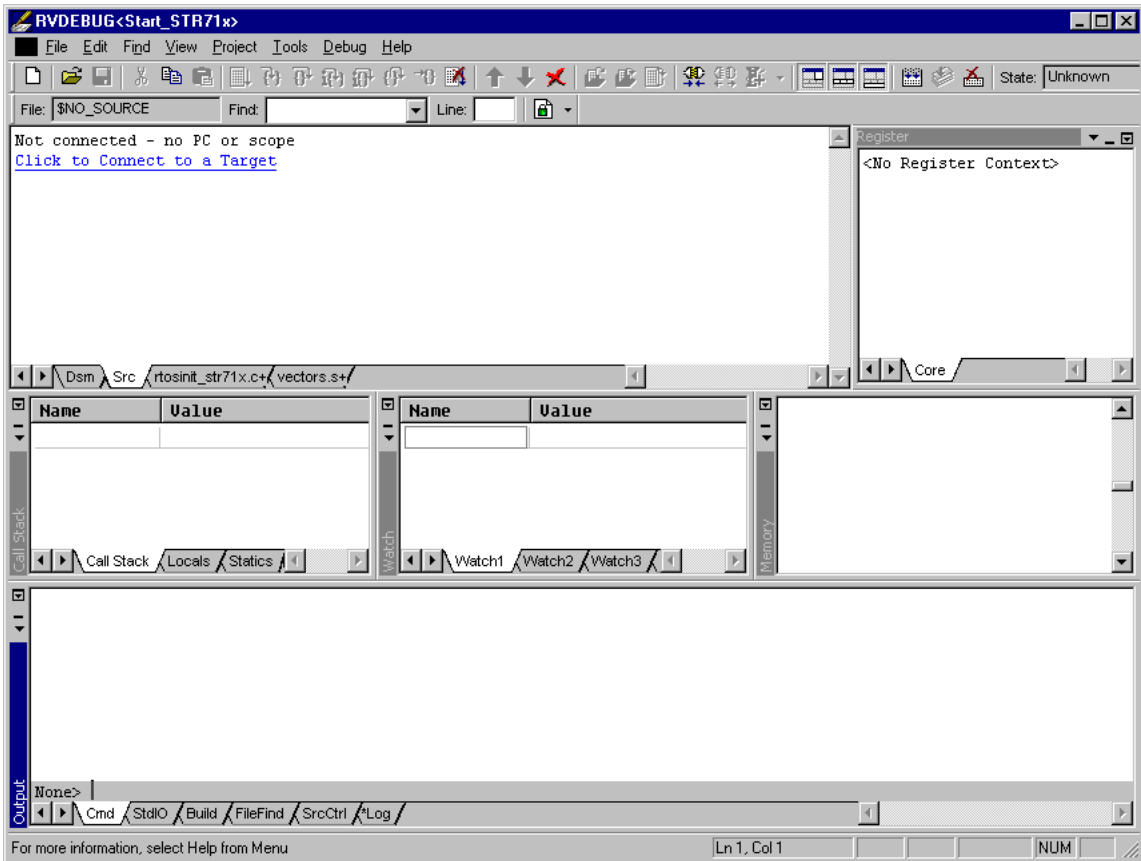 RVDEBUG<Start_STR71x>
File Edit Find View Project Tools Debug Help
State: Unknown
File: $NO_SOURCE Find: Line:
Not connected - no PC or scope
Click to Connect to a Target
Register
<No Register Context>
Dsm Src rtosinit_str71x.c+ vectors.s+
Core
Name Value
Call Stack
Call Stack Locals Statics
Name Value
Watch
Watch1 Watch2 Watch3
Memory
Output
None>
Cmd StdIO Build FileFind SrcCtrl *Log
For more information, select Help from Menu Ln 1, Col 1 NUM